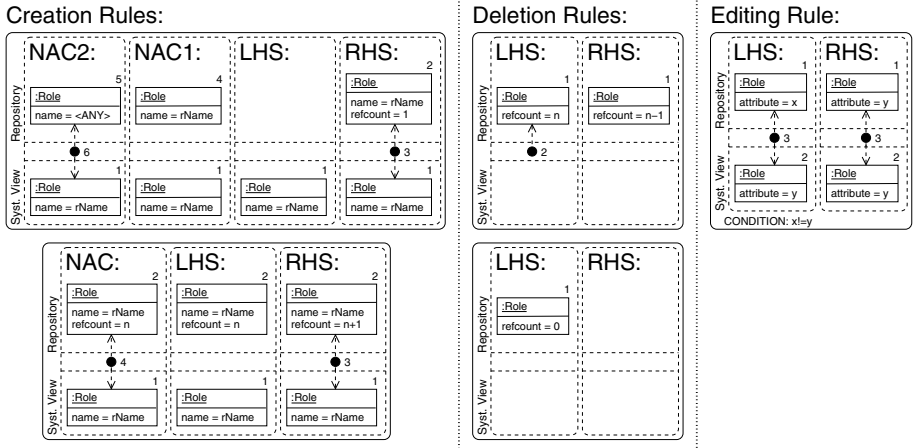 Creation Rules:
Deletion Rules:
Editing Rule:
NAC2:
NAC1:
LHS:
RHS:
Repository
5
:Role
name = <ANY>
4
:Role
name = rName
2
:Role
name = rName
refcount = 1
6
3
Syst. View
1
:Role
name = rName
1
:Role
name = rName
1
:Role
name = rName
1
:Role
name = rName
NAC:
LHS:
RHS:
Repository
2
:Role
name = rName
refcount = n
2
:Role
name = rName
refcount = n
2
:Role
name = rName
refcount = n+1
4
3
Syst. View
1
:Role
name = rName
1
:Role
name = rName
1
:Role
name = rName
LHS:
RHS:
Repository
1
:Role
refcount = n
1
:Role
refcount = n−1
2
Syst. View
LHS:
RHS:
Repository
1
:Role
refcount = 0
Syst. View
LHS:
RHS:
Repository
1
:Role
attribute = x
1
:Role
attribute = y
3
3
Syst. View
2
:Role
attribute = y
2
:Role
attribute = y
CONDITION: x!=y